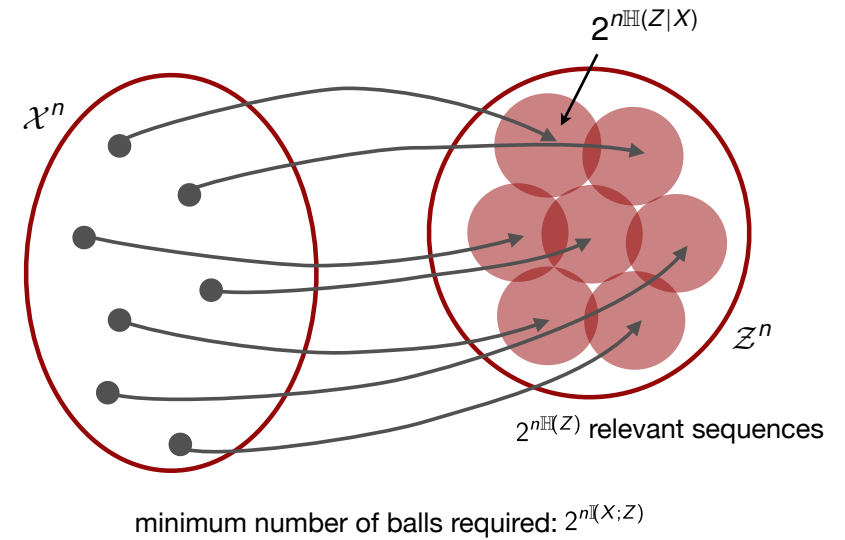 2^{nℍ(Z|X)}
𝒳^n
𝒵^n
2^{nℍ(Z)} relevant sequences
minimum number of balls required: 2^{n𝕀(X;Z)}